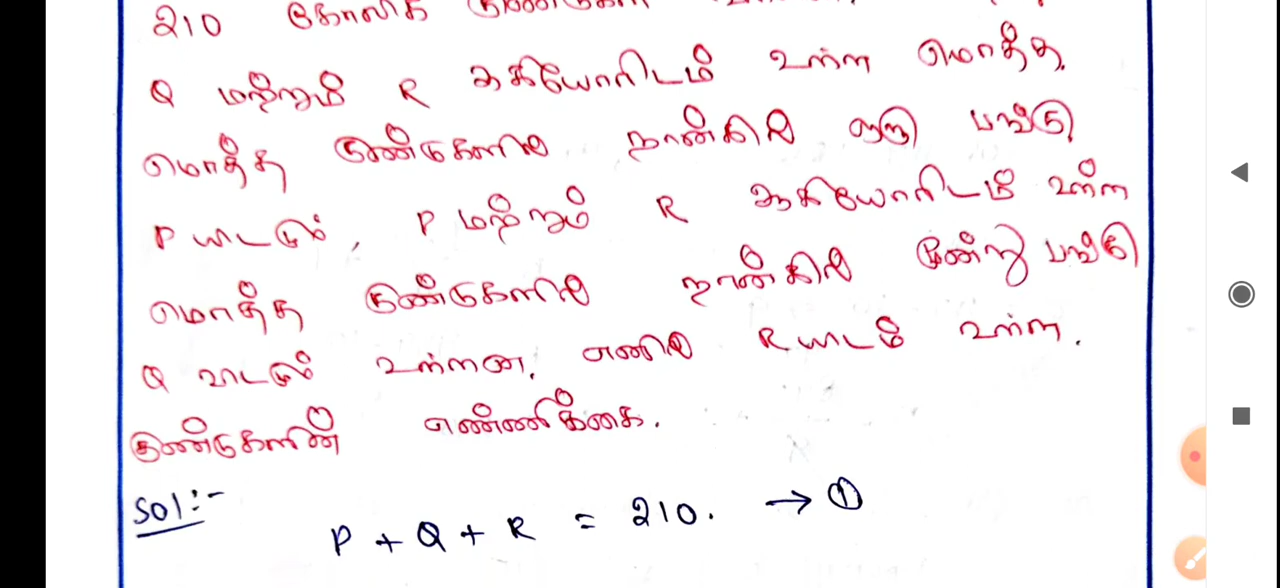 210 கோலிக் குண்டுகள்
Q மற்றும் R ஆகியோரிடம் உள்ள மொத்த
மொத்த குண்டுகளில் நான்கில் ஒரு பங்கு
P யிடமும், P மற்றும் R ஆகியோரிடம் உள்ள
மொத்த குண்டுகளில் நான்கில் மூன்று பங்கு
Q விடமும் உள்ளன. எனில் R யிடம் உள்ள.
குண்டுகளின் எண்ணிக்கை.
Sol:-
P + Q + R = 210. → ①